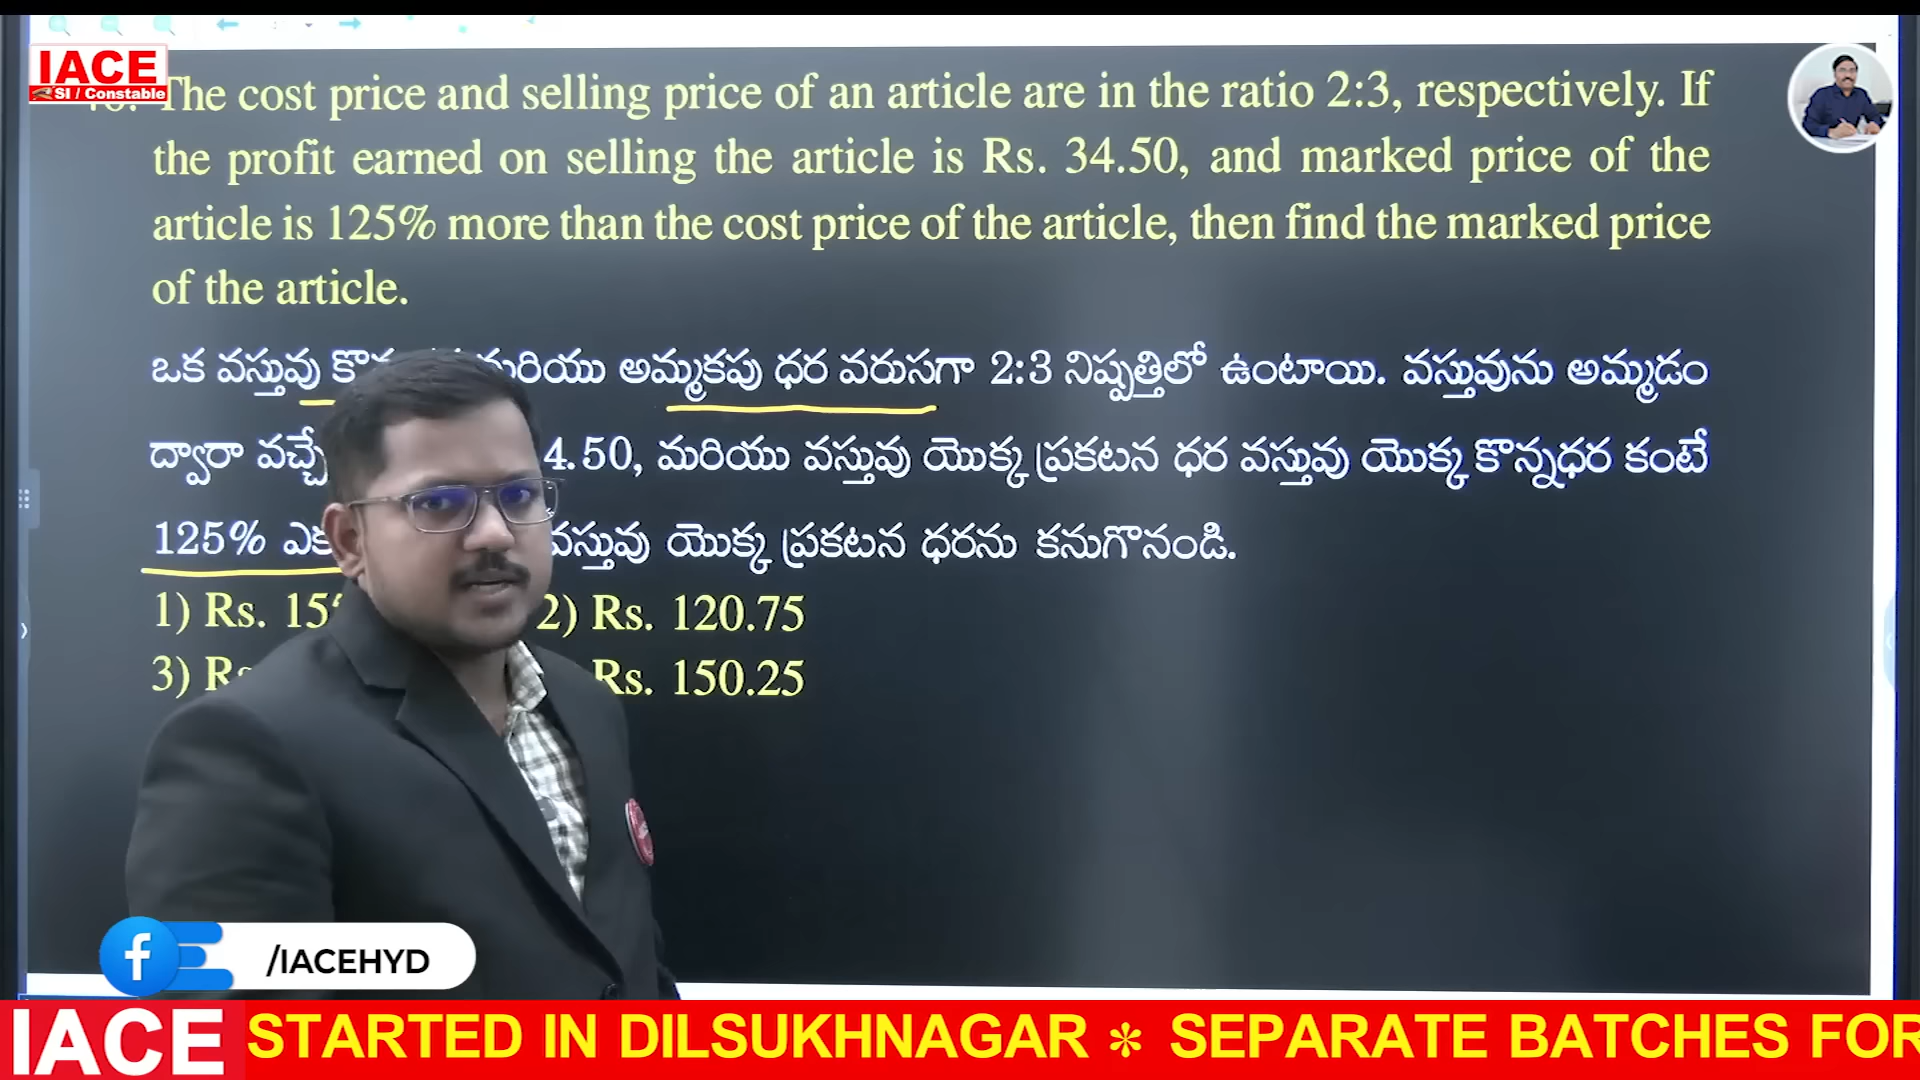 IACE
SI / Constable
The cost price and selling price of an article are in the ratio 2:3, respectively. If
the profit earned on selling the article is Rs. 34.50, and marked price of the
article is 125% more than the cost price of the article, then find the marked price
of the article.
ఒక వస్తువు అమ్మకపు ధర వరుసగా 2:3 నిష్పత్తిలో ఉంటాయి. వస్తువును అమ్మడం
ద్వారా వచ్చే 4.50, మరియు వస్తువు యొక్క ప్రకటన ధర వస్తువు యొక్క కొన్నధర కంటే
125% వస్తువు యొక్క ప్రకటన ధరను కనుగొనండి.
1) Rs. 2) Rs. 120.75
3) Rs. 150.25
/IACEHYD
IACE STARTED IN DILSUKHNAGAR * SEPARATE BATCHES FOR